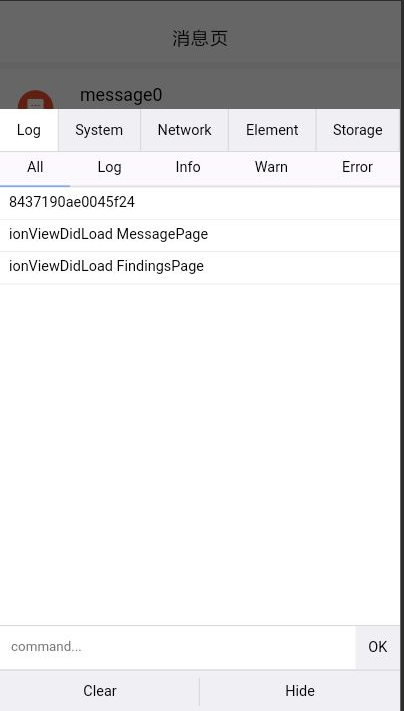 消息页
message0
Log System Network Element Storage
All Log Info Warn Error
8437190ae0045f24
ionViewDidLoad MessagePage
ionViewDidLoad FindingsPage
command... OK
Clear Hide